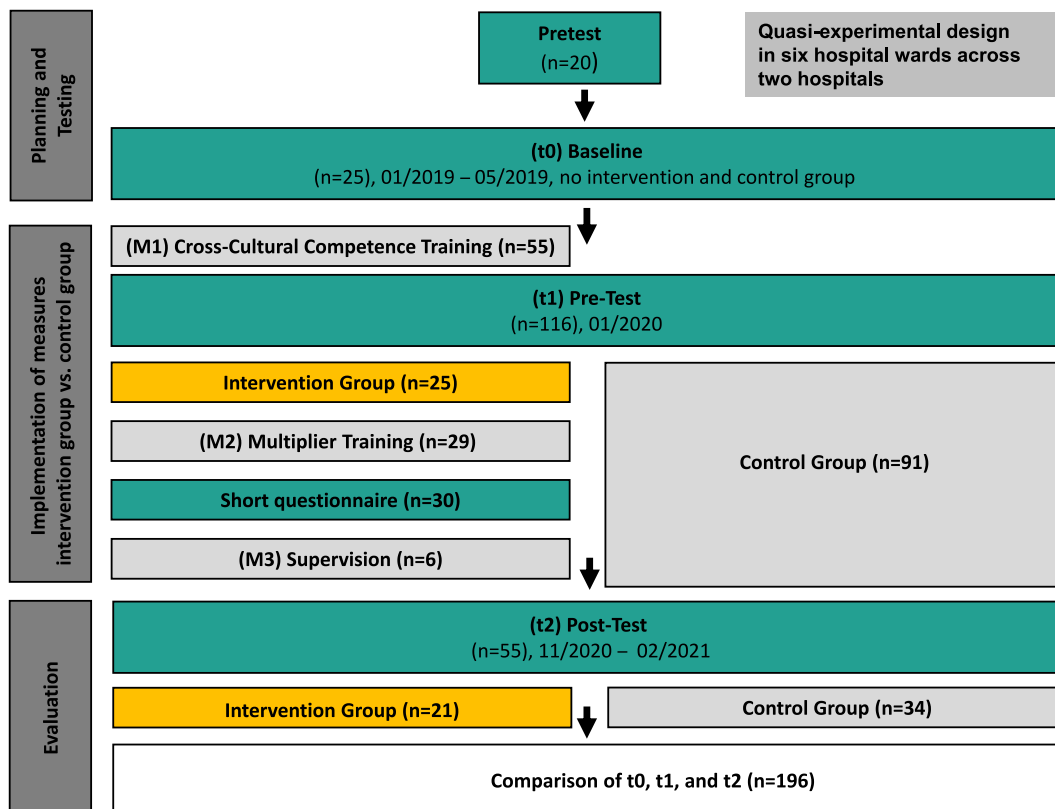 Planning and
Testing
Pretest
(n=20)
Quasi-experimental design
in six hospital wards across
two hospitals
(t0) Baseline
(n=25), 01/2019 – 05/2019, no intervention and control group
Implementation of measures
intervention group vs. control group
(M1) Cross-Cultural Competence Training (n=55)
(t1) Pre-Test
(n=116), 01/2020
Intervention Group (n=25)
(M2) Multiplier Training (n=29)
Short questionnaire (n=30)
(M3) Supervision (n=6)
Control Group (n=91)
Evaluation
(t2) Post-Test
(n=55), 11/2020 – 02/2021
Intervention Group (n=21)
Control Group (n=34)
Comparison of t0, t1, and t2 (n=196)